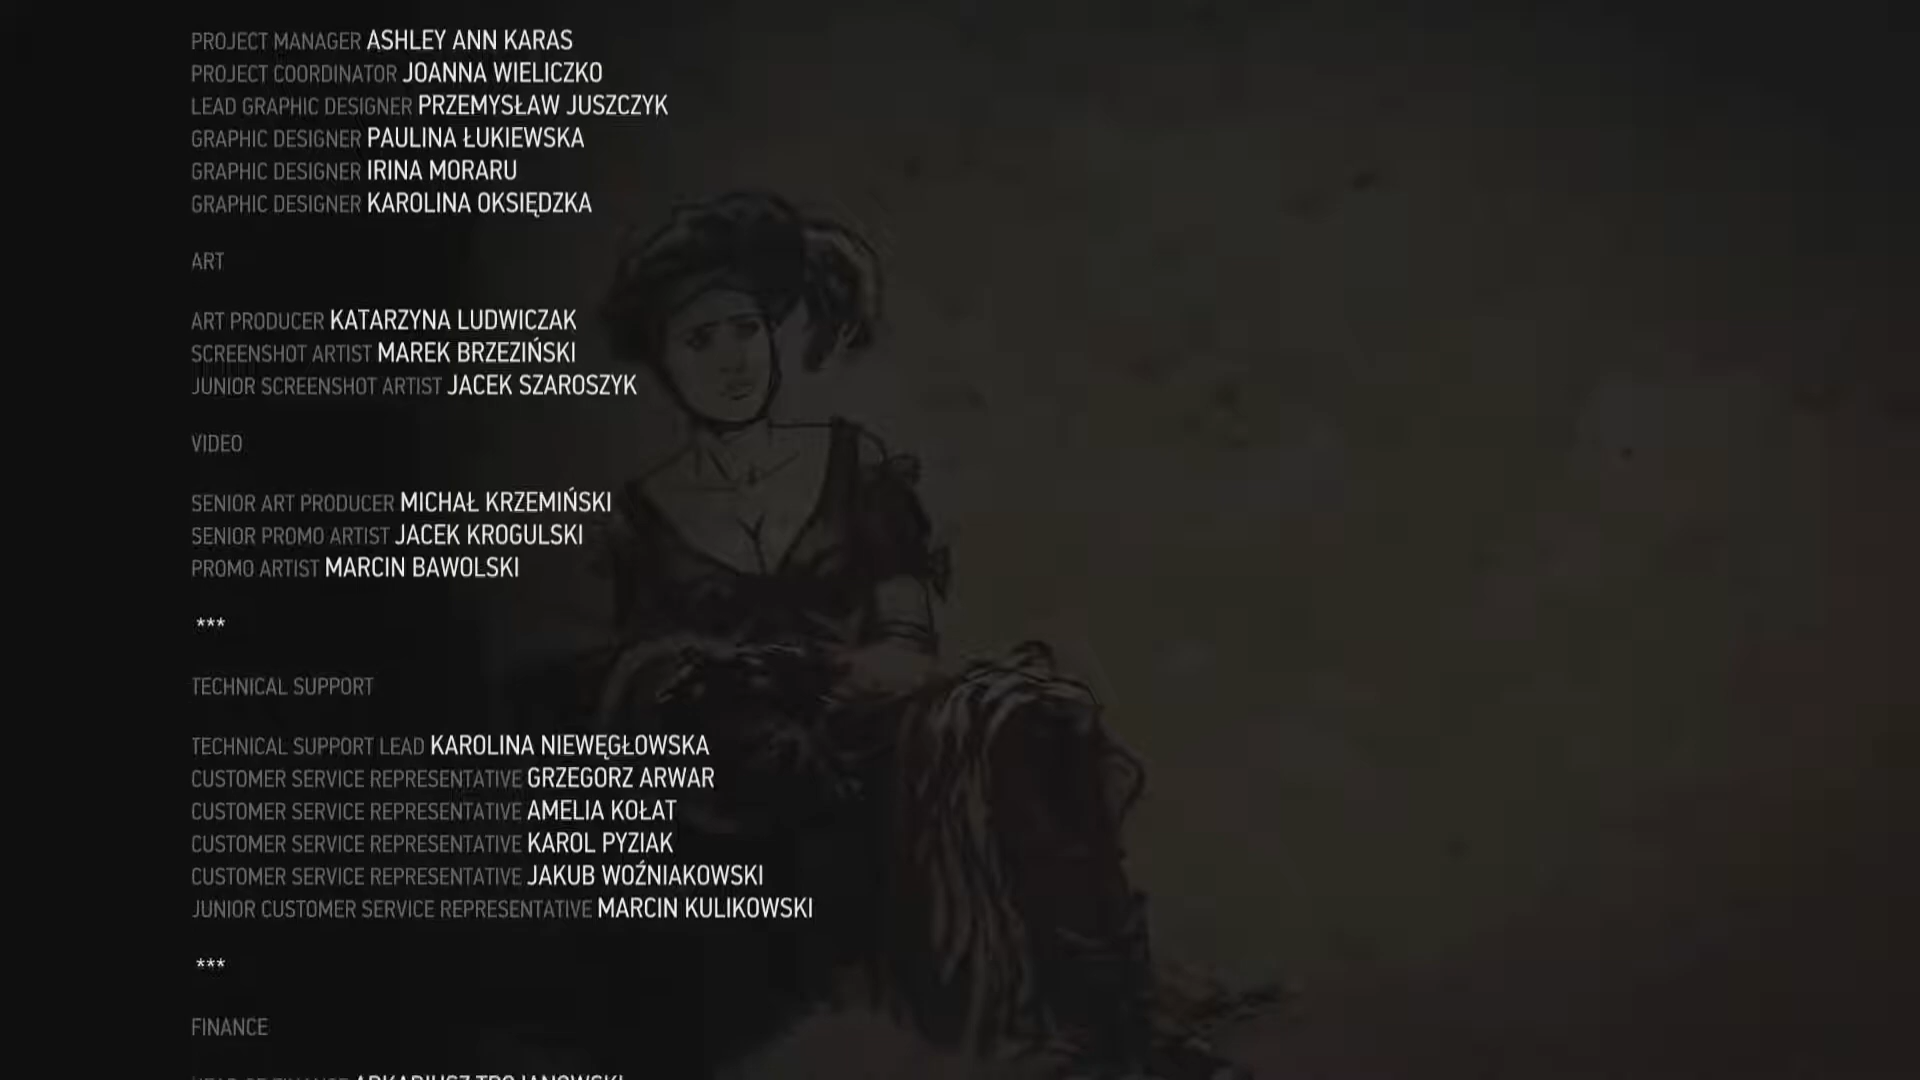 PROJECT MANAGER ASHLEY ANN KARAS
PROJECT COORDINATOR JOANNA WIELICZKO
LEAD GRAPHIC DESIGNER PRZEMYSŁAW JUSZCZYK
GRAPHIC DESIGNER PAULINA ŁUKIEWSKA
GRAPHIC DESIGNER IRINA MORARU
GRAPHIC DESIGNER KAROLINA OKSIĘDZKA
ART
ART PRODUCER KATARZYNA LUDWICZAK
SCREENSHOT ARTIST MAREK BRZEZIŃSKI
JUNIOR SCREENSHOT ARTIST JACEK SZAROSZYK
VIDEO
SENIOR ART PRODUCER MICHAŁ KRZEMIŃSKI
SENIOR PROMO ARTIST JACEK KROGULSKI
PROMO ARTIST MARCIN BAWOLSKI
***
TECHNICAL SUPPORT
TECHNICAL SUPPORT LEAD KAROLINA NIEWĘGŁOWSKA
CUSTOMER SERVICE REPRESENTATIVE GRZEGORZ ARWAR
CUSTOMER SERVICE REPRESENTATIVE AMELIA KOŁAT
CUSTOMER SERVICE REPRESENTATIVE KAROL PYZIAK
CUSTOMER SERVICE REPRESENTATIVE JAKUB WOŹNIAKOWSKI
JUNIOR CUSTOMER SERVICE REPRESENTATIVE MARCIN KULIKOWSKI
***
FINANCE